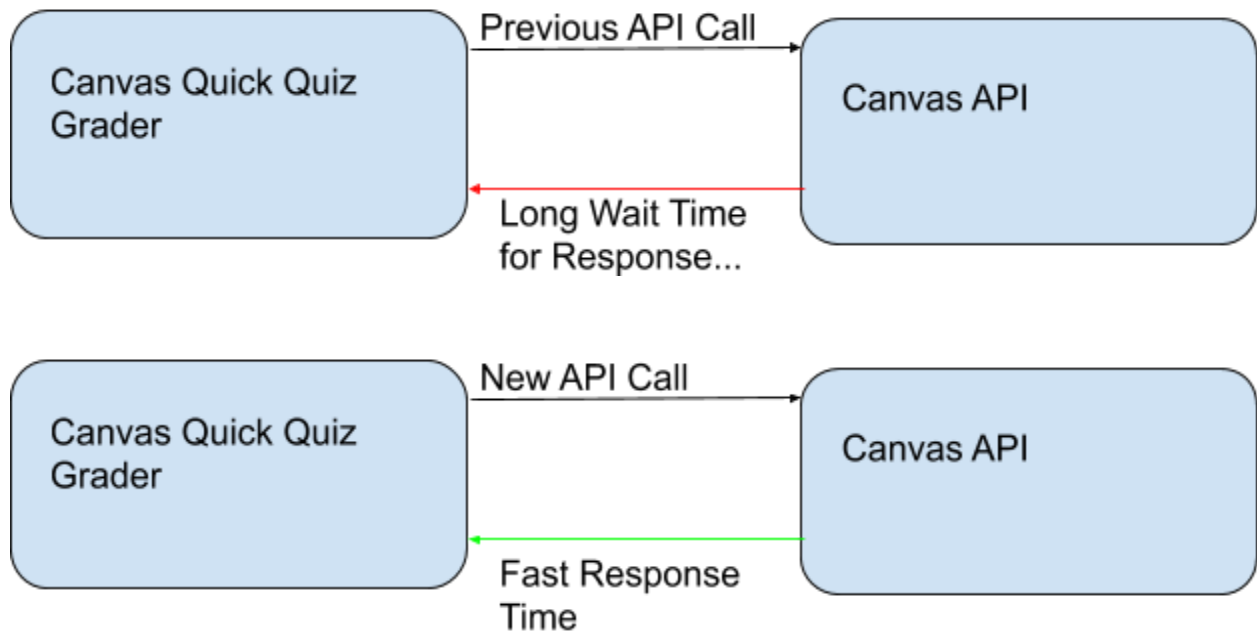 Previous API Call
Canvas Quick Quiz
Grader
Canvas API
Long Wait Time
for Response...
New API Call
Canvas Quick Quiz
Grader
Canvas API
Fast Response
Time